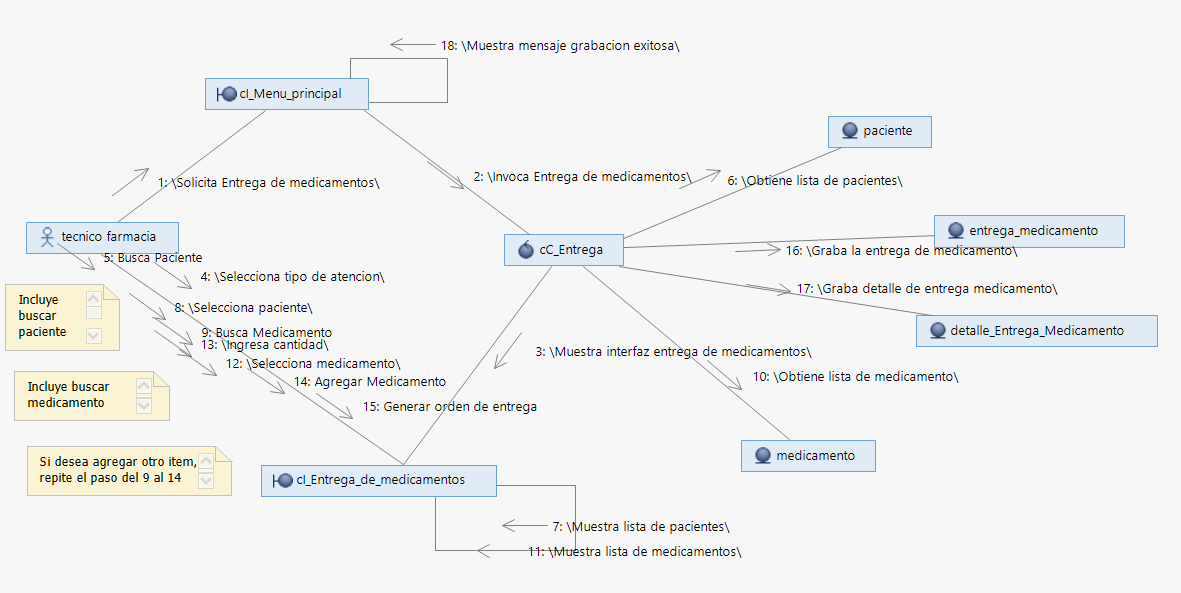 18: \Muestra mensaje grabacion exitosa\
cI_Menu_principal
paciente
1: \Solicita Entrega de medicamentos\
2: \Invoca Entrega de medicamentos\
6: \Obtiene lista de pacientes\
tecnico farmacia
entrega_medicamento
cC_Entrega
16: \Graba la entrega de medicamento\
5: Busca Paciente
4: \Selecciona tipo de atencion\
17: \Graba detalle de entrega medicamento\
Incluye
buscar
paciente
8: \Selecciona paciente\
detalle_Entrega_Medicamento
9: Busca Medicamento
13: \Ingresa cantidad\
3: \Muestra interfaz entrega de medicamentos\
12: \Selecciona medicamento\
10: \Obtiene lista de medicamento\
14: Agregar Medicamento
Incluye buscar
medicamento
15: Generar orden de entrega
medicamento
Si desea agregar otro item,
repite el paso del 9 al 14
cI_Entrega_de_medicamentos
7: \Muestra lista de pacientes\
11: \Muestra lista de medicamentos\